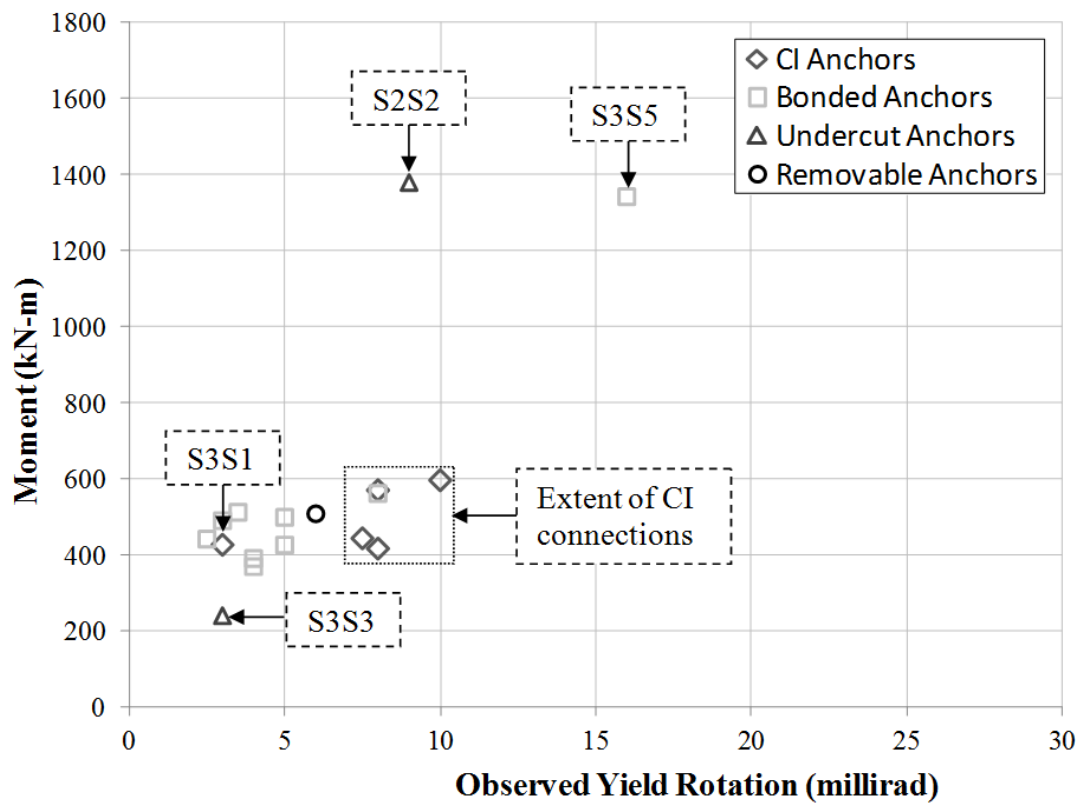 1800
1600
1400
1200
1000
800
600
400
200
0
Moment (kN-m)
0
5
10
15
20
25
30
Observed Yield Rotation (millirad)
CI Anchors
Bonded Anchors
Undercut Anchors
Removable Anchors
S2S2
S3S5
S3S1
Extent of CI
connections
S3S3